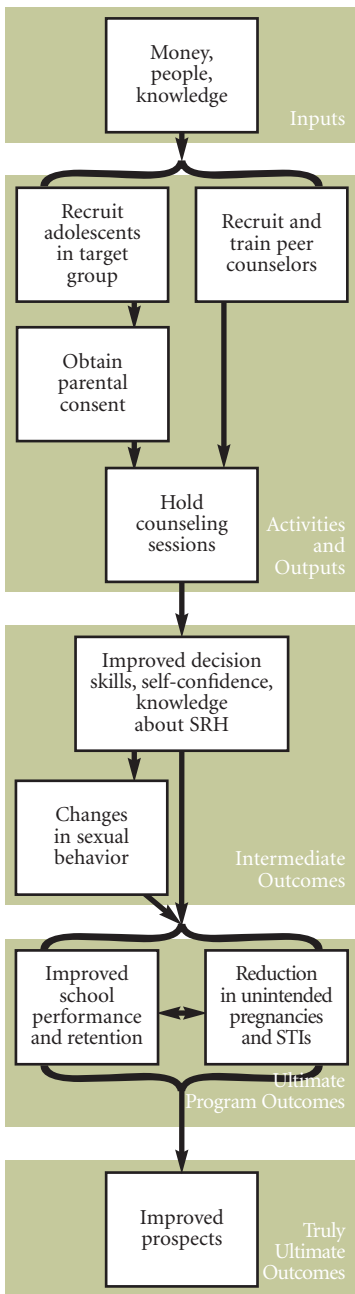 Money,
people,
knowledge
Inputs
Recruit
adolescents
in target
group
Recruit and
train peer
counselors
Obtain
parental
consent
Hold
counseling
sessions
Activities
and
Outputs
Improved decision
skills, self-confidence,
knowledge
about SRH
Changes
in sexual
behavior
Intermediate
Outcomes
Improved
school
performance
and retention
Reduction
in unintended
pregnancies
and STIs
Ultimate
Program Outcomes
Improved
prospects
Truly
Ultimate
Outcomes